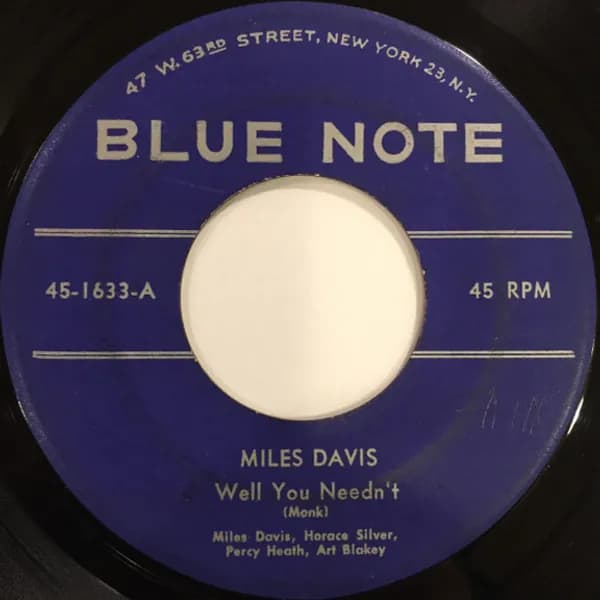 47 W. 63RD STREET, NEW YORK 23, N.Y.
BLUE NOTE
45-1633-A
45 RPM
MILES DAVIS
Well You Needn't
(Monk)
Miles Davis, Horace Silver,
Percy Heath, Art Blakey